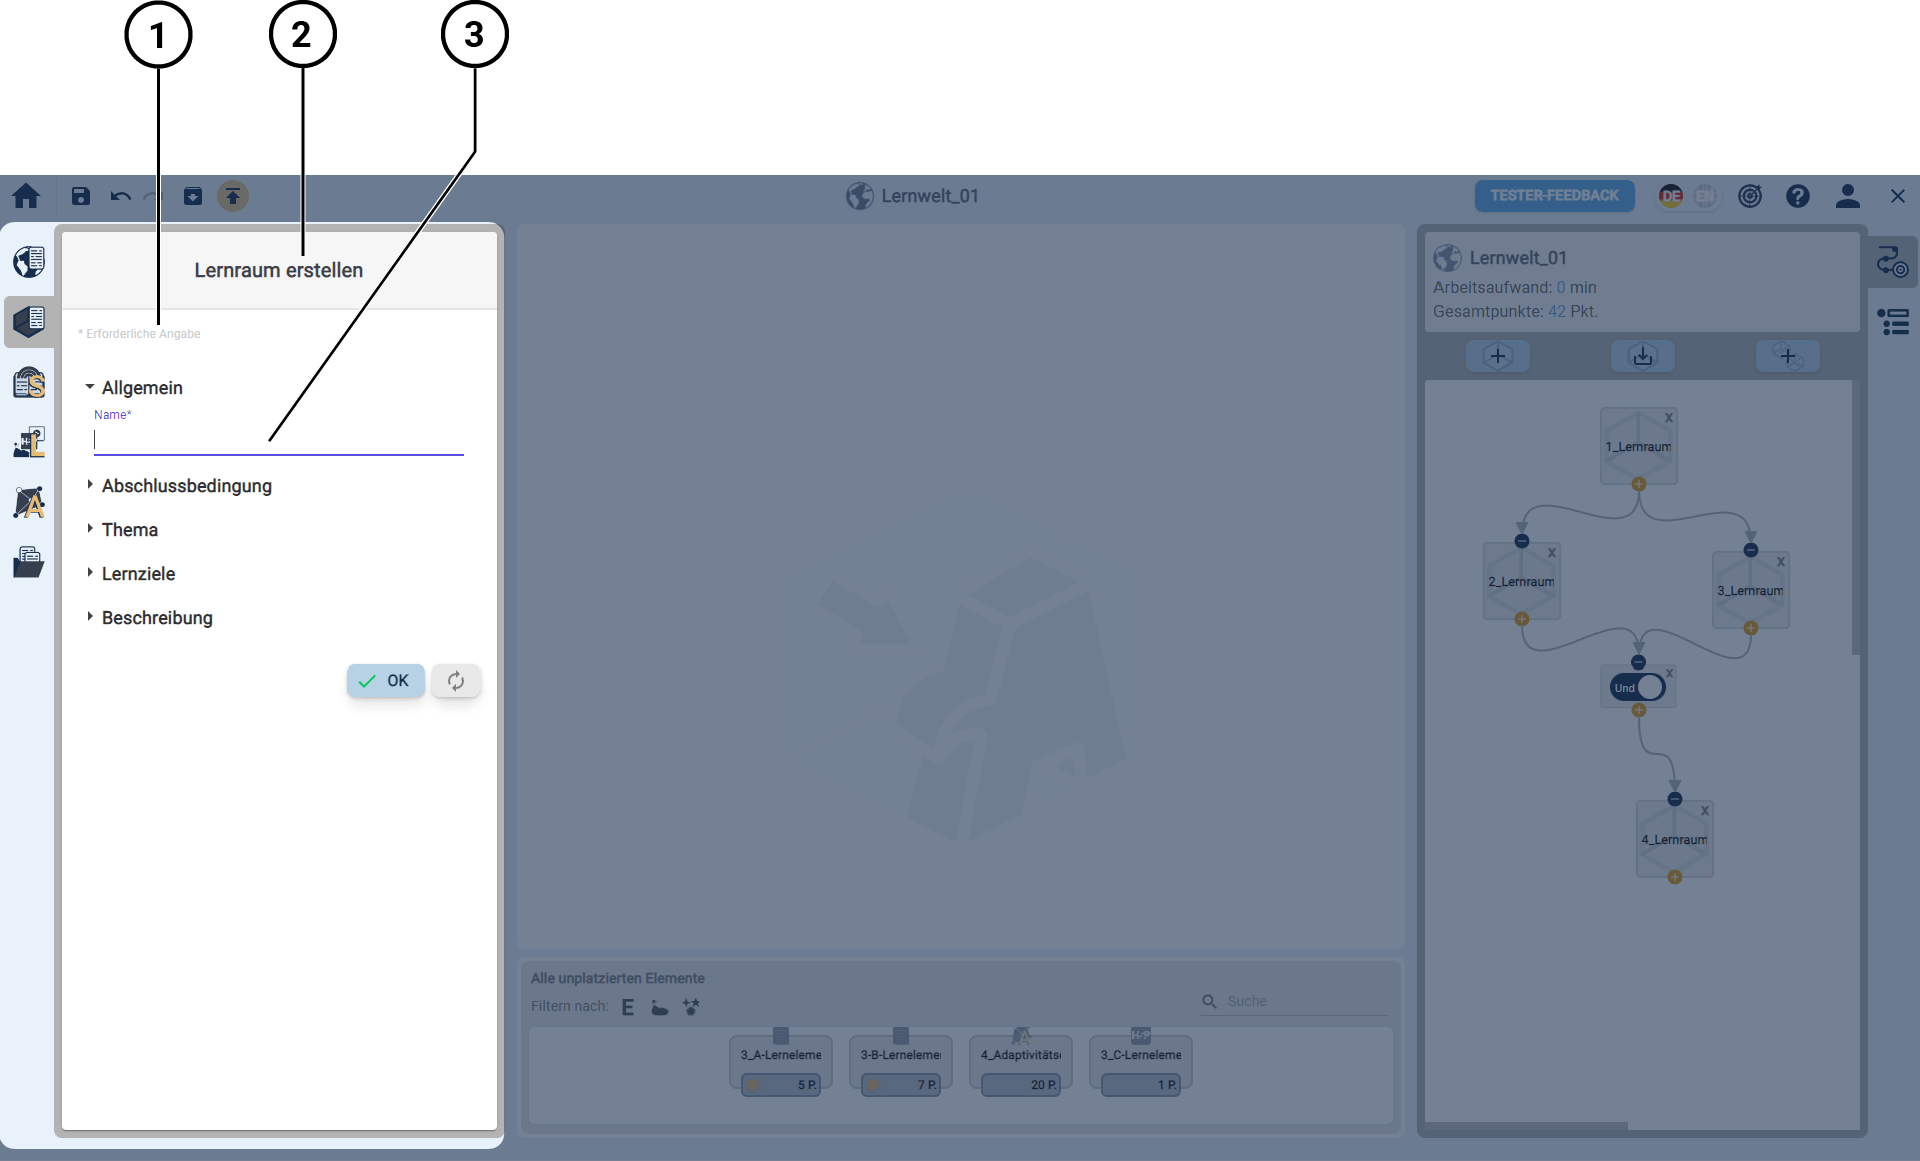 1
2
3
Lernwelt_01
TESTER-FEEDBACK
DE
EN
Lernraum erstellen
* Erforderliche Angabe
Allgemein
Name*
Abschlussbedingung
Thema
Lernziele
Beschreibung
OK
S
L
A
Alle unplatzierten Elemente
Filtern nach:
E
Suche
3_A-Lerneleme
5 P.
3-B-Lerneleme
7 P.
4_Adaptivitäts
20 P.
H-P
3_C-Lerneleme
1 P.
Lernwelt_01
Arbeitsaufwand: 0 min
Gesamtpunkte: 42 Pkt.
1_Lernraum
X
2_Lernraum
X
3_Lernraum
X
Und
X
4_Lernraum
X